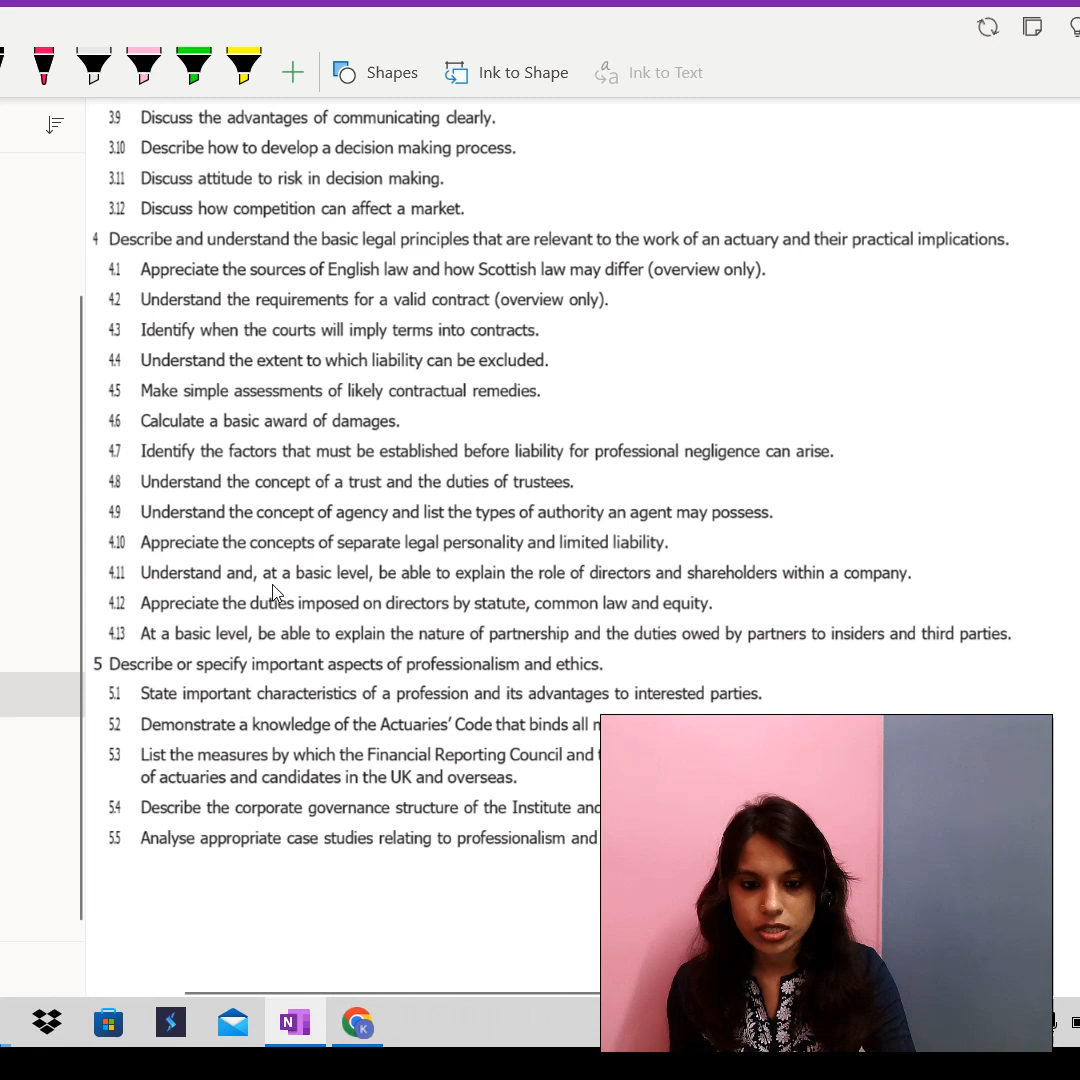 Shapes
Ink to Shape
Ink to Text
3.9 Discuss the advantages of communicating clearly.
3.10 Describe how to develop a decision making process.
3.11 Discuss attitude to risk in decision making.
3.12 Discuss how competition can affect a market.
4 Describe and understand the basic legal principles that are relevant to the work of an actuary and their practical implications.
4.1 Appreciate the sources of English law and how Scottish law may differ (overview only).
4.2 Understand the requirements for a valid contract (overview only).
4.3 Identify when the courts will imply terms into contracts.
4.4 Understand the extent to which liability can be excluded.
4.5 Make simple assessments of likely contractual remedies.
4.6 Calculate a basic award of damages.
4.7 Identify the factors that must be established before liability for professional negligence can arise.
4.8 Understand the concept of a trust and the duties of trustees.
4.9 Understand the concept of agency and list the types of authority an agent may possess.
4.10 Appreciate the concepts of separate legal personality and limited liability.
4.11 Understand and, at a basic level, be able to explain the role of directors and shareholders within a company.
4.12 Appreciate the duties imposed on directors by statute, common law and equity.
4.13 At a basic level, be able to explain the nature of partnership and the duties owed by partners to insiders and third parties.
5 Describe or specify important aspects of professionalism and ethics.
5.1 State important characteristics of a profession and its advantages to interested parties.
5.2 Demonstrate a knowledge of the Actuaries' Code that binds all
5.3 List the measures by which the Financial Reporting Council and
of actuaries and candidates in the UK and overseas.
5.4 Describe the corporate governance structure of the Institute and
5.5 Analyse appropriate case studies relating to professionalism and
N
K